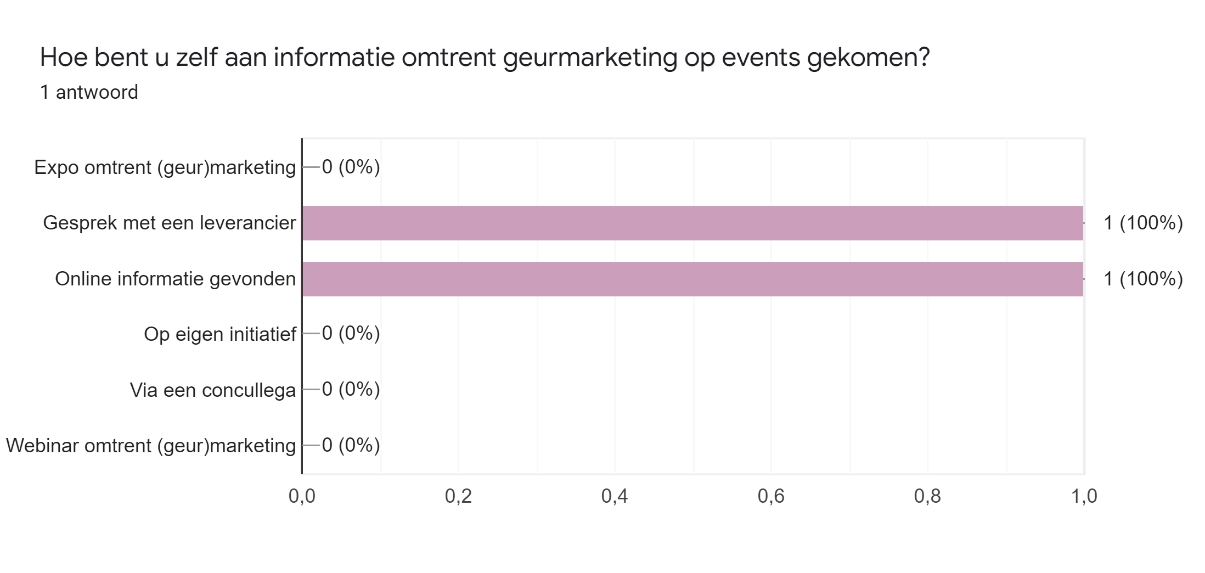 Hoe bent u zelf aan informatie omtrent geurmarketing op events gekomen?
1 antwoord
Expo omtrent (geur)marketing 0 (0%)
Gesprek met een leverancier 1 (100%)
Online informatie gevonden 1 (100%)
Op eigen initiatief 0 (0%)
Via een concullega 0 (0%)
Webinar omtrent (geur)marketing 0 (0%)
0,0 0,2 0,4 0,6 0,8 1,0